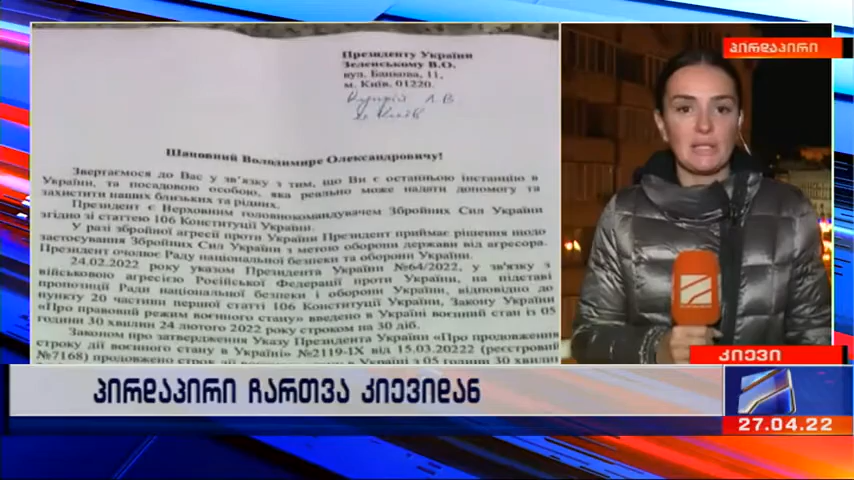 Президенту України
Зеленському В.О.
вул. Банкова, 11,
м. Київ, 01220.
Шановний Володимире Олександровичу!
Звертаємося до Вас у зв'язку з тим, що Ви є останньою інстанцією в
України, та посадовою особою, яка реально може надати допомогу та
захистити наших близьких та рідних.
Президент є Верховним головнокомандувачем Збройних Сил України
згідно зі статтею 106 Конституції України.
У разі збройної агресії проти України Президент приймає рішення щодо
застосування Збройних Сил України з метою оборони держави від агресора.
Президент очолює Раду національної безпеки та оборони України.
24.02.2022 року указом Президента України №64/2022, у зв'язку з
військовою агресією Російської Федерації проти України, на підставі
пропозиції Ради національної безпеки і оборони України, відповідно до
пункту 20 частини першої статті 106 Конституції України, Закону України
«Про правовий режим воєнного стану» введено в Україні воєнний стан із 05
години 30 хвилин 24 лютого 2022 року строком на 30 діб.
Законом про затвердження Указу Президента України «Про продовження
строку дії воєнного стану в Україні» №2119-IX від 15.03.20222 (реєстровий
№7168) продовжено строк дії воєнного стану в Україні з 05 години 30 хвилин
პირდაპირი
კიევი
პირდაპირი ჩართვა კიევიდან
27.04.22